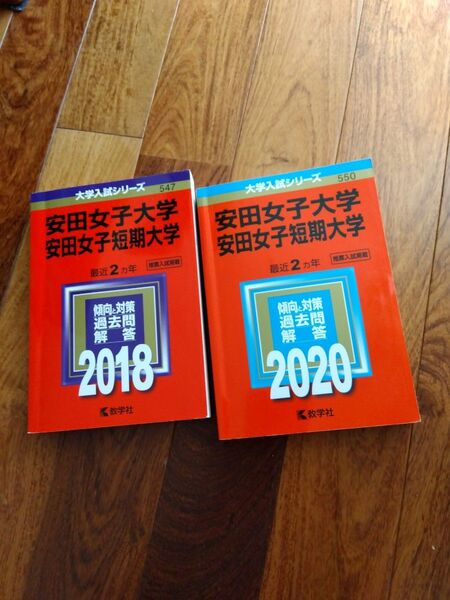 大学入試シリーズ
547
安田女子大学
安田女子短期大学
最近2ヵ年
推薦入試掲載
傾向と対策
過去問
解答
2018
教学社
大学入試シリーズ
550
安田女子大学
安田女子短期大学
最近2ヵ年
推薦入試掲載
傾向と対策
過去問
解答
2020
教学社